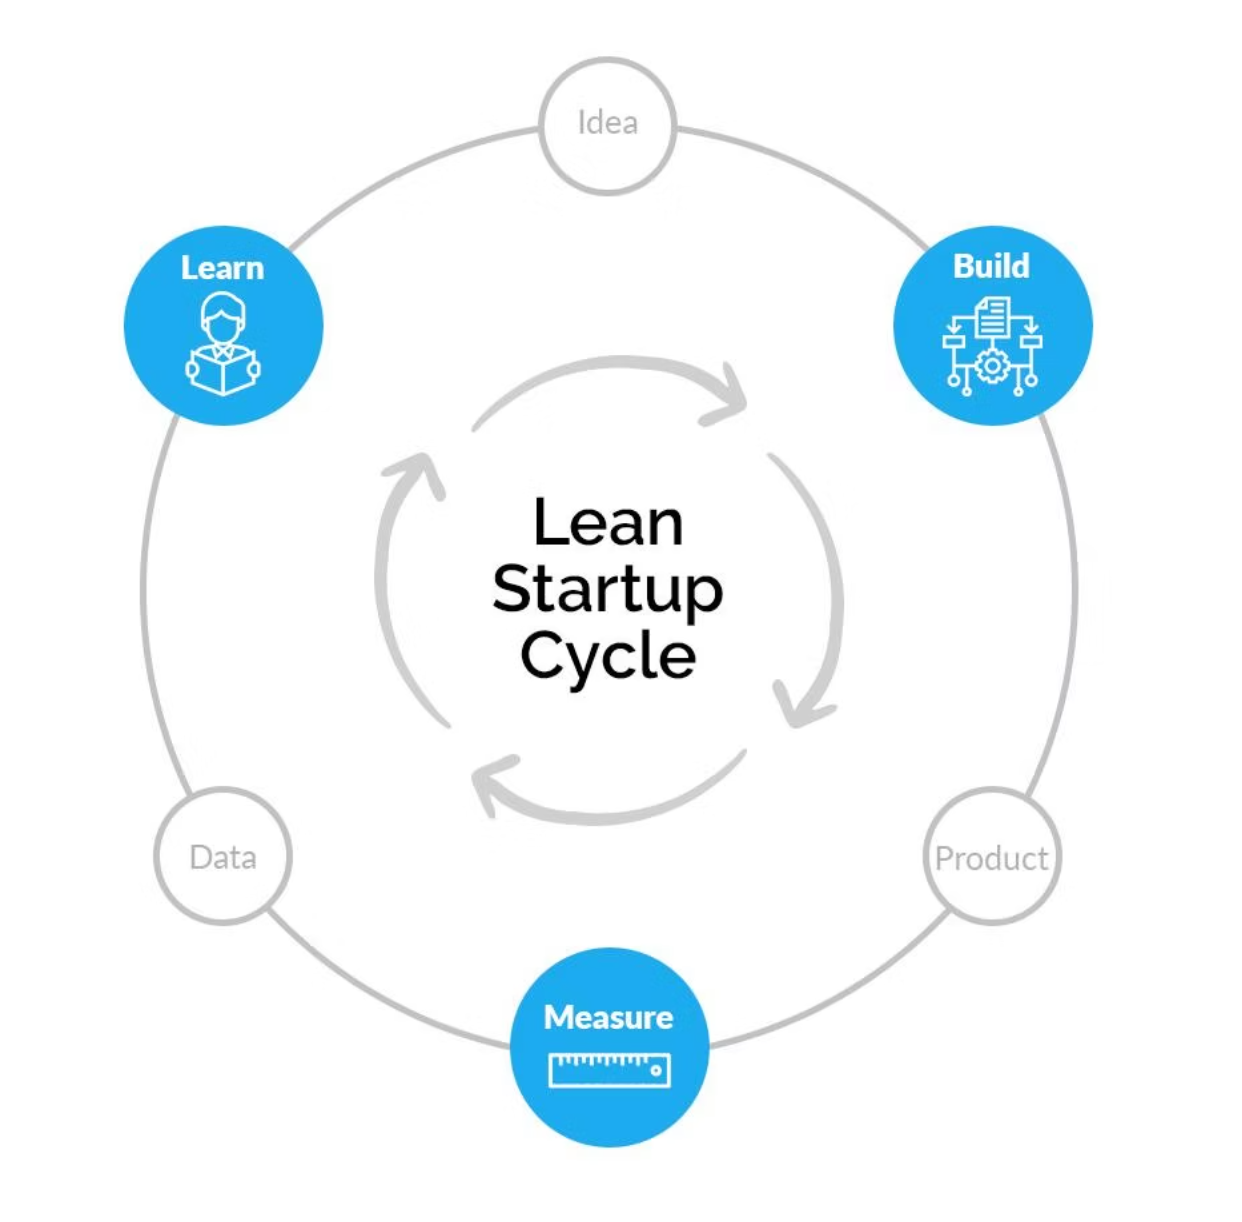 Idea
Learn
Build
Lean
Startup
Cycle
Data
Product
Measure